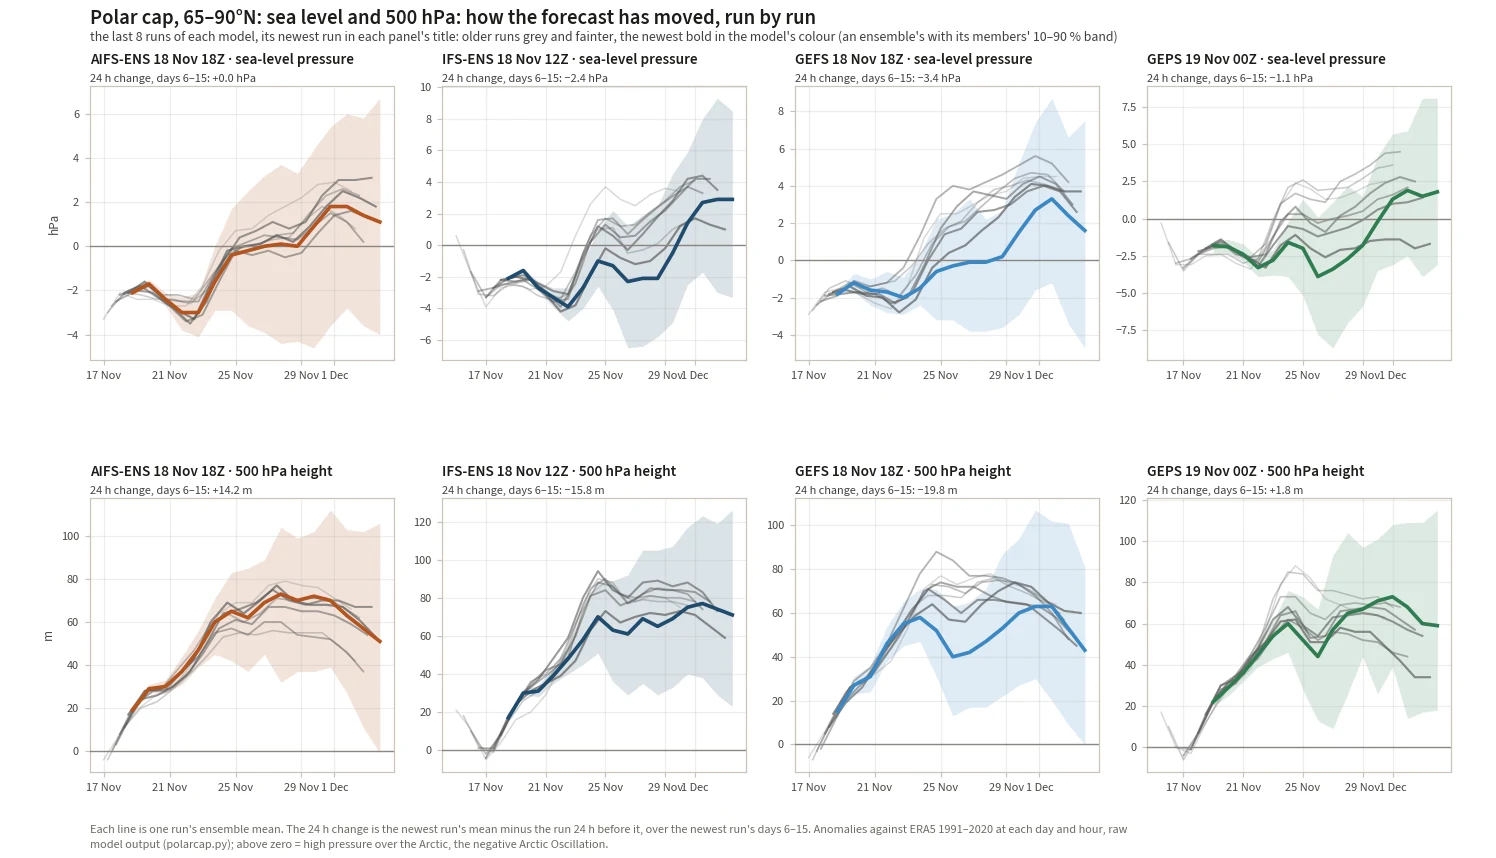 Polar cap, 65–90°N: sea level and 500 hPa: how the forecast has moved, run by run
the last 8 runs of each model, its newest run in each panel's title: older runs grey and fainter, the newest bold in the model's colour (an ensemble's with its members' 10–90 % band)
AIFS-ENS 18 Nov 18Z · sea-level pressure
24 h change, days 6–15: +0.0 hPa
6
4
2
0
−2
−4
hPa
17 Nov 21 Nov 25 Nov 29 Nov 1 Dec
IFS-ENS 18 Nov 12Z · sea-level pressure
24 h change, days 6–15: −2.4 hPa
10
8
6
4
2
0
−2
−4
−6
17 Nov 21 Nov 25 Nov 29 Nov 1 Dec
GEFS 18 Nov 18Z · sea-level pressure
24 h change, days 6–15: −3.4 hPa
8
6
4
2
0
−2
−4
17 Nov 21 Nov 25 Nov 29 Nov 1 Dec
GEPS 19 Nov 00Z · sea-level pressure
24 h change, days 6–15: −1.1 hPa
7.5
5.0
2.5
0.0
−2.5
−5.0
−7.5
17 Nov 21 Nov 25 Nov 29 Nov 1 Dec
AIFS-ENS 18 Nov 18Z · 500 hPa height
24 h change, days 6–15: +14.2 m
100
80
60
40
20
0
m
17 Nov 21 Nov 25 Nov 29 Nov 1 Dec
IFS-ENS 18 Nov 12Z · 500 hPa height
24 h change, days 6–15: −15.8 m
120
100
80
60
40
20
0
17 Nov 21 Nov 25 Nov 29 Nov 1 Dec
GEFS 18 Nov 18Z · 500 hPa height
24 h change, days 6–15: −19.8 m
100
80
60
40
20
0
17 Nov 21 Nov 25 Nov 29 Nov 1 Dec
GEPS 19 Nov 00Z · 500 hPa height
24 h change, days 6–15: +1.8 m
120
100
80
60
40
20
0
17 Nov 21 Nov 25 Nov 29 Nov 1 Dec
Each line is one run's ensemble mean. The 24 h change is the newest run's mean minus the run 24 h before it, over the newest run's days 6–15. Anomalies against ERA5 1991–2020 at each day and hour, raw
model output (polarcap.py); above zero = high pressure over the Arctic, the negative Arctic Oscillation.